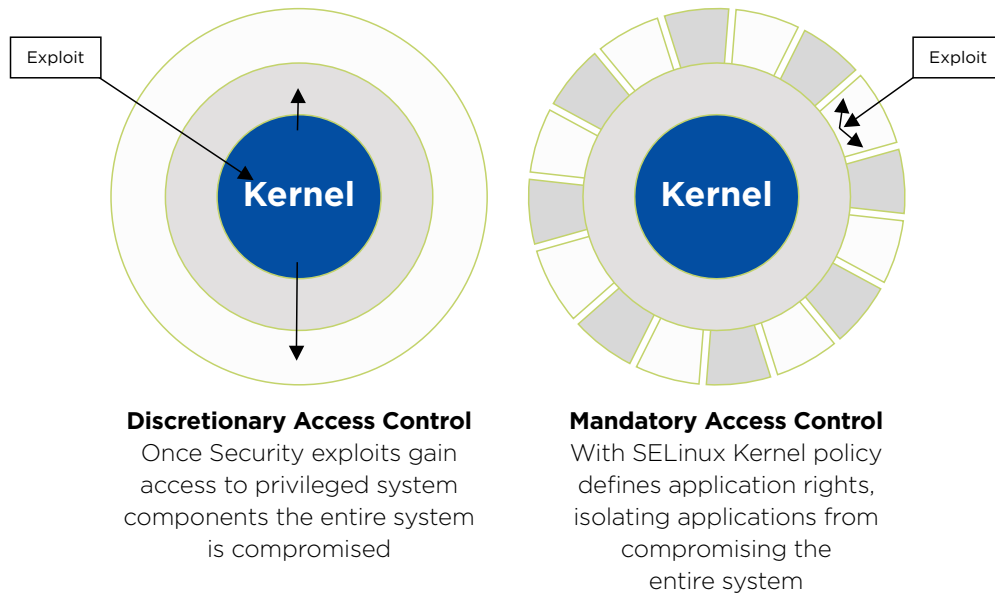 Exploit
Kernel
Discretionary Access Control
Once Security exploits gain
access to privileged system
components the entire system
is compromised
Exploit
Kernel
Mandatory Access Control
With SELinux Kernel policy
defines application rights,
isolating applications from
compromising the
entire system